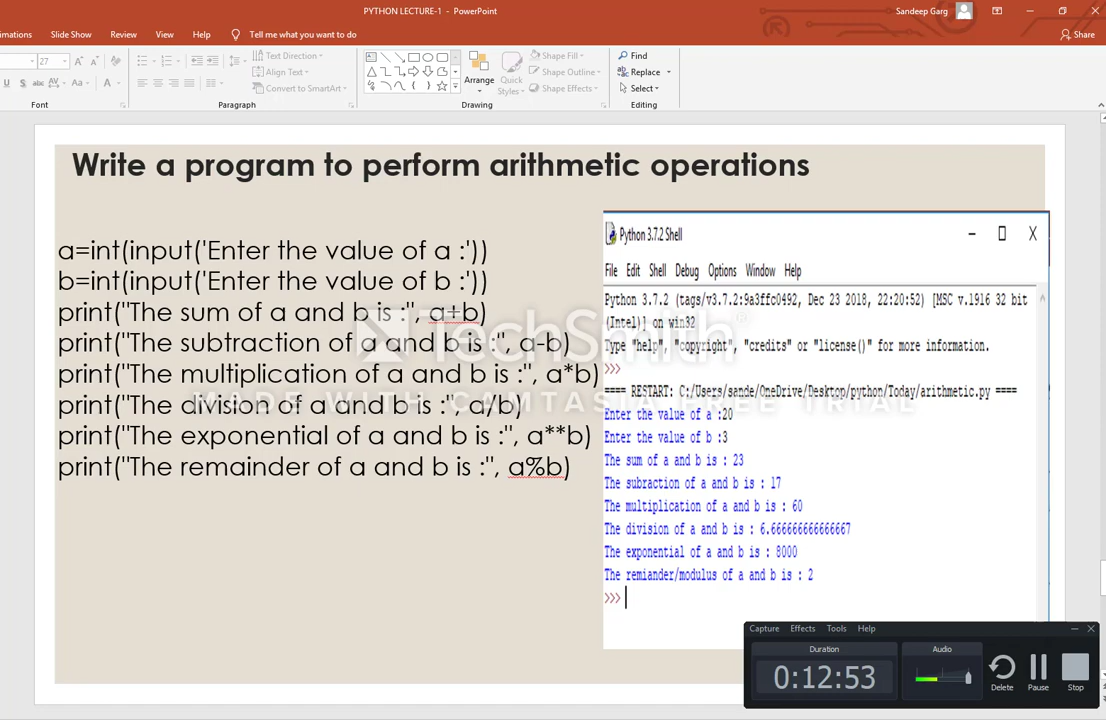 PYTHON LECTURE-1 - PowerPoint
Sandeep Garg
imations Slide Show Review View Help Tell me what you want to do
Share
27
Text Direction
Align Text
Convert to SmartArt
Arrange
Quick
Styles
Shape Fill
Shape Outline
Shape Effects
Find
Replace
Select
Font Paragraph Drawing Editing
Write a program to perform arithmetic operations
a=int(input('Enter the value of a :'))
b=int(input('Enter the value of b :'))
print("The sum of a and b is :", a+b)
print("The subtraction of a and b is :", a-b)
print("The multiplication of a and b is :", a*b)
print("The division of a and b is :", a/b)
print("The exponential of a and b is :", a**b)
print("The remainder of a and b is :", a%b)
Python 3.7.2 Shell
File Edit Shell Debug Options Window Help
Python 3.7.2 (tags/v3.7.2:9a3ffc0492, Dec 23 2018, 22:20:52) [MSC v.1916 32 bit
(Intel)] on win32
Type "help", "copyright", "credits" or "license()" for more information.
>>>
==== RESTART: C:/Users/sande/OneDrive/Desktop/python/Today/arithmetic.py ====
Enter the value of a :20
Enter the value of b :3
The sum of a and b is : 23
The subraction of a and b is : 17
The multiplication of a and b is : 60
The division of a and b is : 6.666666666666667
The exponential of a and b is : 8000
The remiander/modulus of a and b is : 2
>>>
TechSmith®
MADE WITH CAMTASIA FREE TRIAL
Capture Effects Tools Help
Duration
0:12:53
Audio
Delete Pause Stop